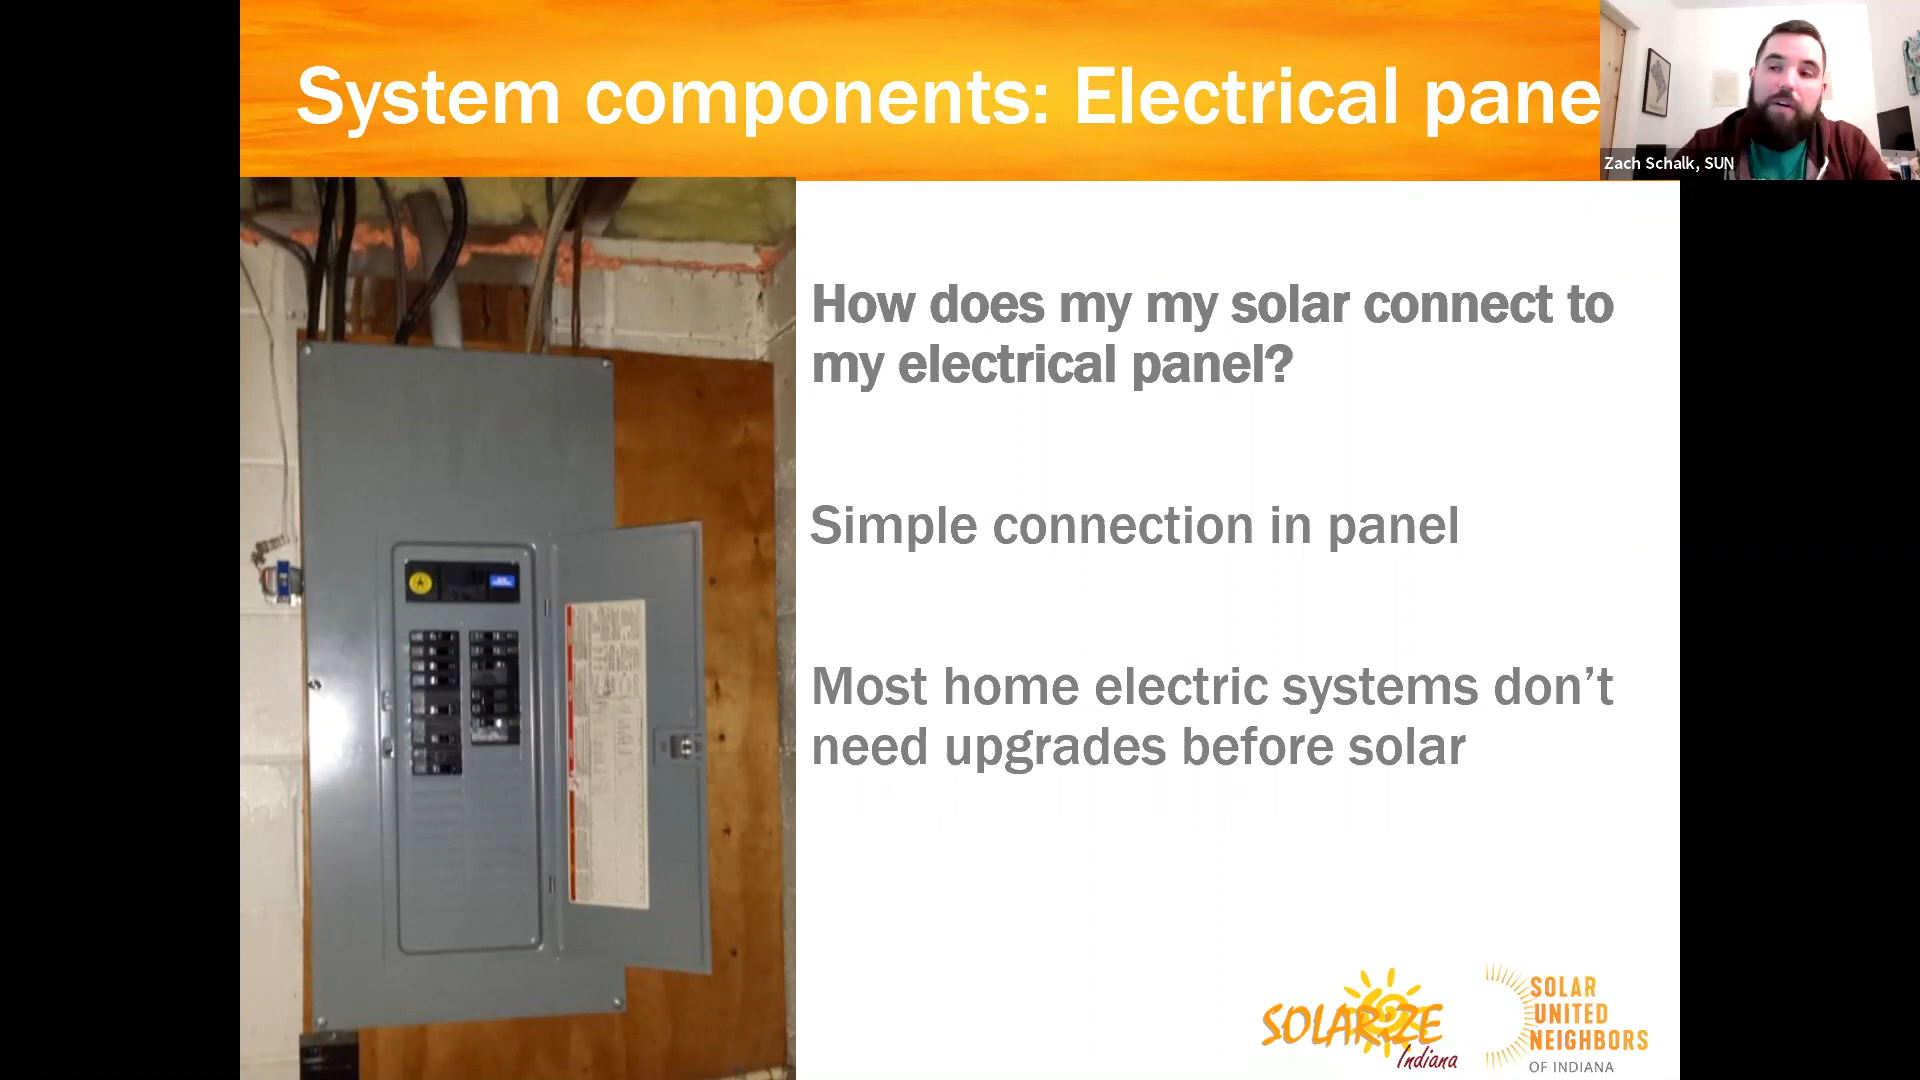 System components: Electrical pane
Zach Schalk, SUN
How does my my solar connect to
my electrical panel?
Simple connection in panel
Most home electric systems don’t
need upgrades before solar
SOLARIZE
Indiana
SOLAR
UNITED
NEIGHBORS
OF INDIANA